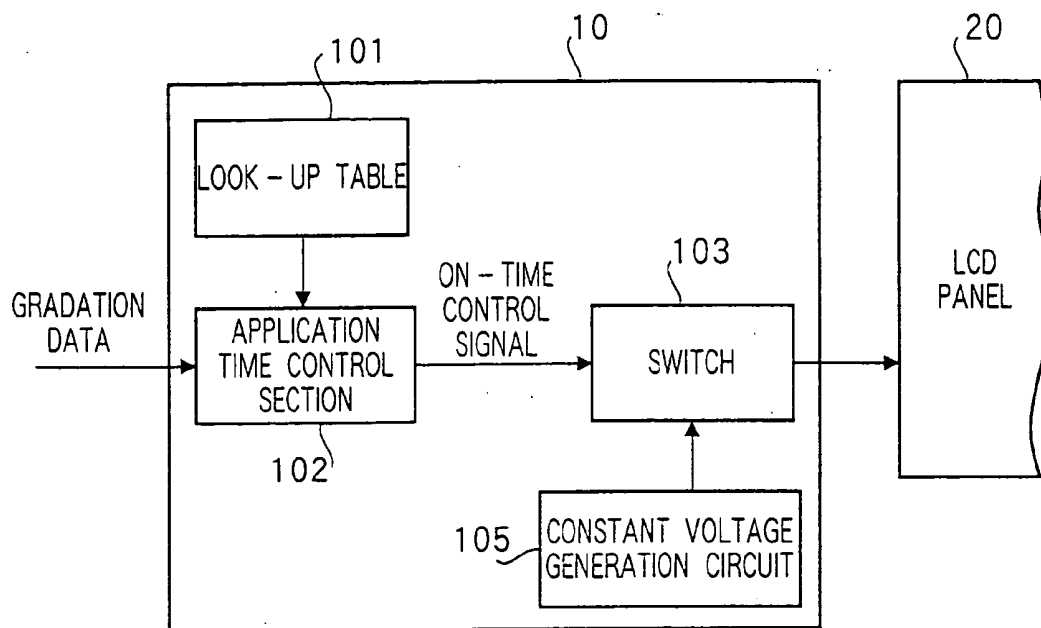 101
10
20
LOOK-UP TABLE
103
GRADATION
DATA
APPLICATION
TIME CONTROL
SECTION
ON-TIME
CONTROL
SIGNAL
SWITCH
LCD
PANEL
102
105
CONSTANT VOLTAGE
GENERATION CIRCUIT